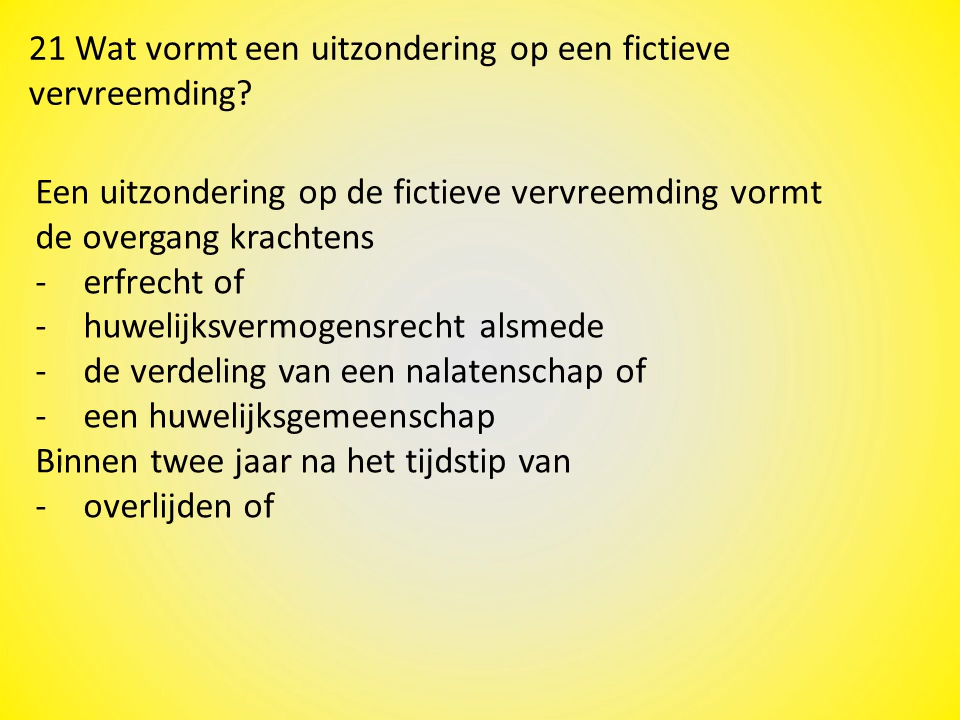 21 Wat vormt een uitzondering op een fictieve
vervreemding?
Een uitzondering op de fictieve vervreemding vormt
de overgang krachtens
- erfrecht of
- huwelijksvermogensrecht alsmede
- de verdeling van een nalatenschap of
- een huwelijksgemeenschap
Binnen twee jaar na het tijdstip van
- overlijden of